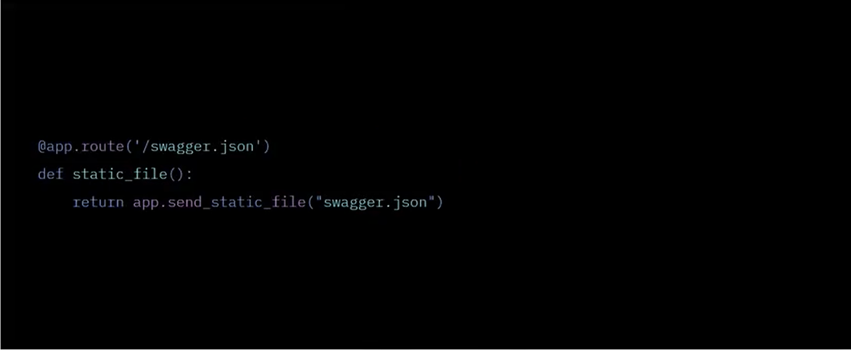 @app.route('/swagger.json')
def static_file():
    return app.send_static_file("swagger.json")